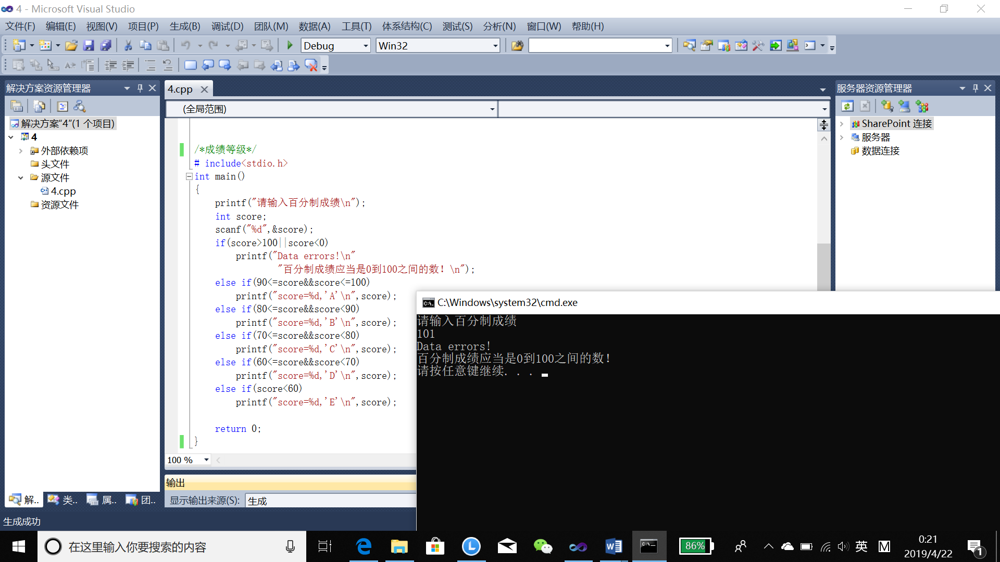 4 - Microsoft Visual Studio
文件(F) 编辑(E) 视图(V) 项目(P) 生成(B) 调试(D) 团队(M) 数据(A) 工具(T) 体系结构(C) 测试(S) 分析(N) 窗口(W) 帮助(H)
Debug Win32
解决方案资源管理器
解决方案"4"(1 个项目)
4
外部依赖项
头文件
源文件
4.cpp
资源文件
解.. 类.. 属.. 团..
4.cpp
(全局范围)
/*成绩等级*/
# include<stdio.h>
int main()
{
printf("请输入百分制成绩\n");
int score;
scanf("%d",&score);
if(score>100||score<0)
printf("Data errors!\n"
"百分制成绩应当是0到100之间的数! \n");
else if(90<=score&&score<=100)
printf("score=%d,'A'\n",score);
else if(80<=score&&score<90)
printf("score=%d,'B'\n",score);
else if(70<=score&&score<80)
printf("score=%d,'C'\n",score);
else if(60<=score&&score<70)
printf("score=%d,'D'\n",score);
else if(score<60)
printf("score=%d,'E'\n",score);
return 0;
}
100 %
输出
显示输出来源(S): 生成
服务器资源管理器
SharePoint 连接
服务器
数据连接
C:\Windows\system32\cmd.exe
请输入百分制成绩
101
Data errors!
百分制成绩应当是0到100之间的数!
请按任意键继续. . .
生成成功
在这里输入你要搜索的内容
86%
英
M
0:21
2019/4/22
1